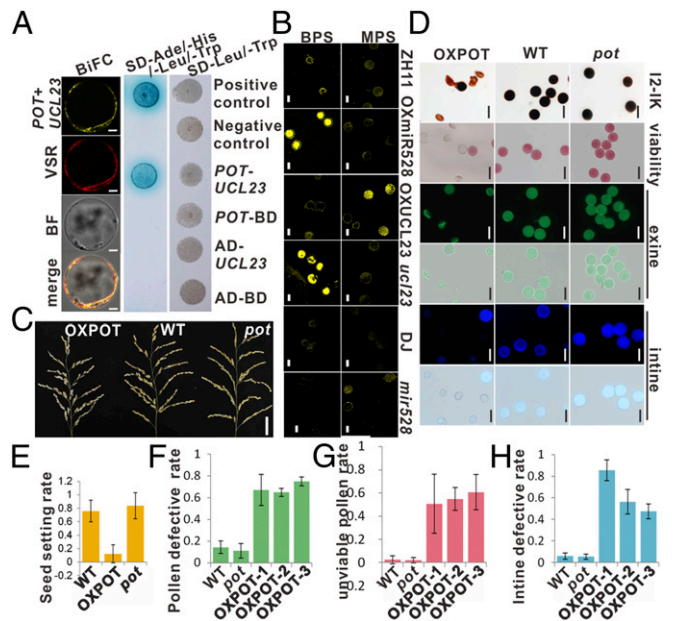 A
BiFC
SD-Ade/-His
/-Leu/-Trp
SD-Leu/-Trp
POT+
UCL23
VSR
BF
merge
Positive
control
Negative
control
POT-
UCL23
POT-BD
AD-
UCL23
AD-BD
B
BPS MPS
ZH11
OXmiR528
OXUCL23
ucl23
DJ
mir528
C
OXPOT WT pot
D
OXPOT WT pot
I2-IK
viability
exine
intine
E
Seed setting rate
1
0.8
0.6
0.4
0.2
0
-0.2
WT
OXPOT
pot
F
Pollen defective rate
1
0.8
0.6
0.4
0.2
0
WT
pot
OXPOT-1
OXPOT-2
OXPOT-3
G
upviable pollen rate
1
0.8
0.6
0.4
0.2
0
0.2
WT
pot
OXPOT-1
OXPOT-2
OXPOT-3
H
Intine defective rate
1
0.8
0.6
0.4
0.2
0
WT
pot
OXPOT-1
OXPOT-2
OXPOT-3